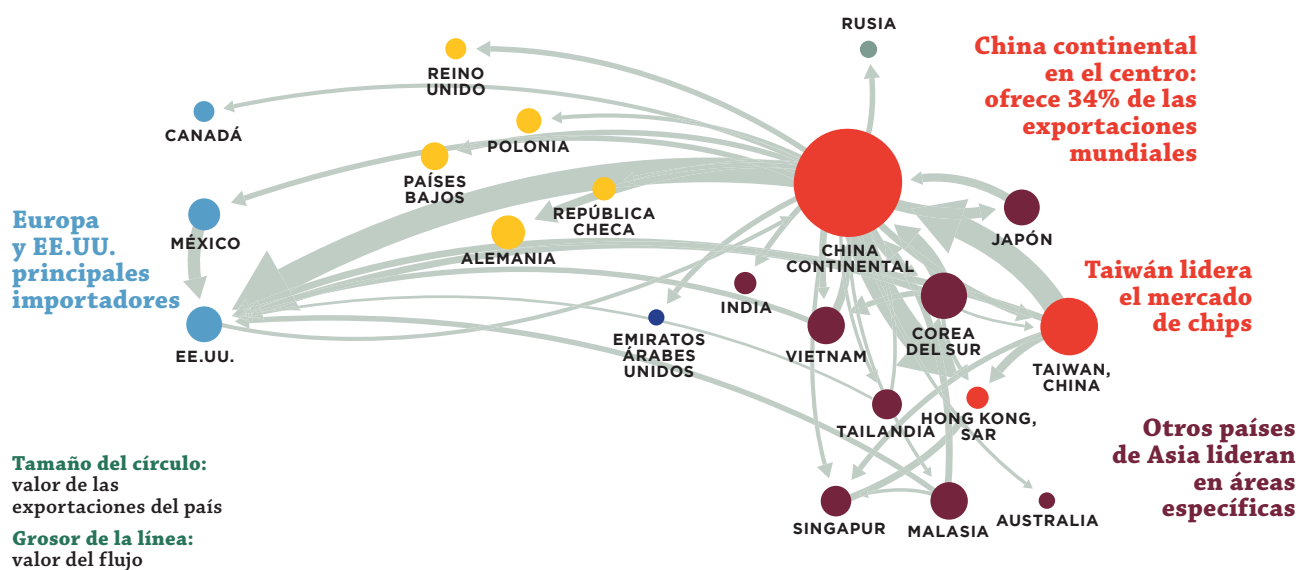 RUSIA
China continental
en el centro:
ofrece 34% de las
exportaciones
mundiales
REINO
UNIDO
CANADÁ
POLONIA
PAÍSES
BAJOS
REPÚBLICA
CHECA
Europa
y EE.UU.
principales
importadores
MÉXICO
ALEMANIA
CHINA
CONTINENTAL
JAPÓN
Taiwán lidera
el mercado
de chips
INDIA
EE.UU.
EMIRATOS
ÁRABES
UNIDOS
VIETNAM
COREA
DEL SUR
TAIWAN,
CHINA
TAILANDIA
HONG KONG,
SAR
Otros países
de Asia lideran
en áreas
específicas
SINGAPUR
MALASIA
AUSTRALIA
Tamaño del círculo:
valor de las
exportaciones del país
Grosor de la línea:
valor del flujo